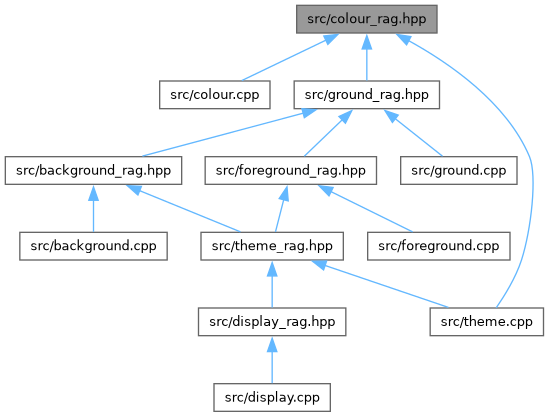 src/colour_rag.hpp
src/colour.cpp
src/ground_rag.hpp
src/background_rag.hpp
src/foreground_rag.hpp
src/ground.cpp
src/background.cpp
src/theme_rag.hpp
src/foreground.cpp
src/display_rag.hpp
src/theme.cpp
src/display.cpp